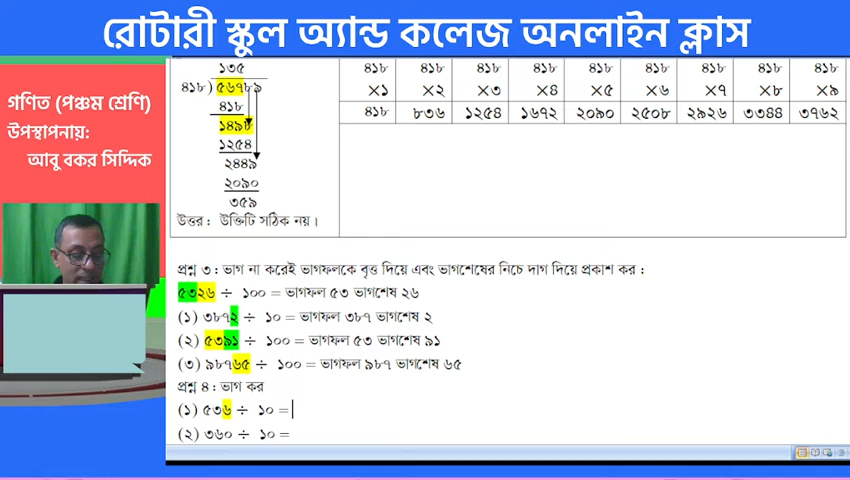 রোটারী স্কুল অ্যান্ড কলেজ অনলাইন ক্লাস
গণিত (পঞ্চম শ্রেণি)
উপস্থাপনায়:
আবু বকর সিদ্দিক
১৩৫
৪১৮) ৫৬৭৮৯
৪১৮
১৪৯৮
১২৫৪
২৪৪৯
২০৯০
৩৫৯
উত্তর: উক্তিটি সঠিক নয়।
৪১৮ ৪১৮ ৪১৮ ৪১৮ ৪১৮ ৪১৮ ৪১৮ ৪১৮ ৪১৮
×১ ×২ ×৩ ×৪ ×৫ ×৬ ×৭ ×৮ ×৯
৪১৮ ৮৩৬ ১২৫৪ ১৬৭২ ২০৯০ ২৫০৮ ২৯২৬ ৩৩৪৪ ৩৭৬২
প্রশ্ন ৩: ভাগ না করেই ভাগফলকে বৃত্ত দিয়ে এবং ভাগশেষের নিচে দাগ দিয়ে প্রকাশ কর:
৫৩২৬ ÷ ১০০ = ভাগফল ৫৩ ভাগশেষ ২৬
(১) ৩৮৭২ ÷ ১০ = ভাগফল ৩৮৭ ভাগশেষ ২
(২) ৫৩৯১ ÷ ১০০ = ভাগফল ৫৩ ভাগশেষ ৯১
(৩) ৯৮৭৬৫ ÷ ১০০ = ভাগফল ৯৮৭ ভাগশেষ ৬৫
প্রশ্ন ৪: ভাগ কর
(১) ৫৩৬ ÷ ১০ =
(২) ৩৬০ ÷ ১০ =